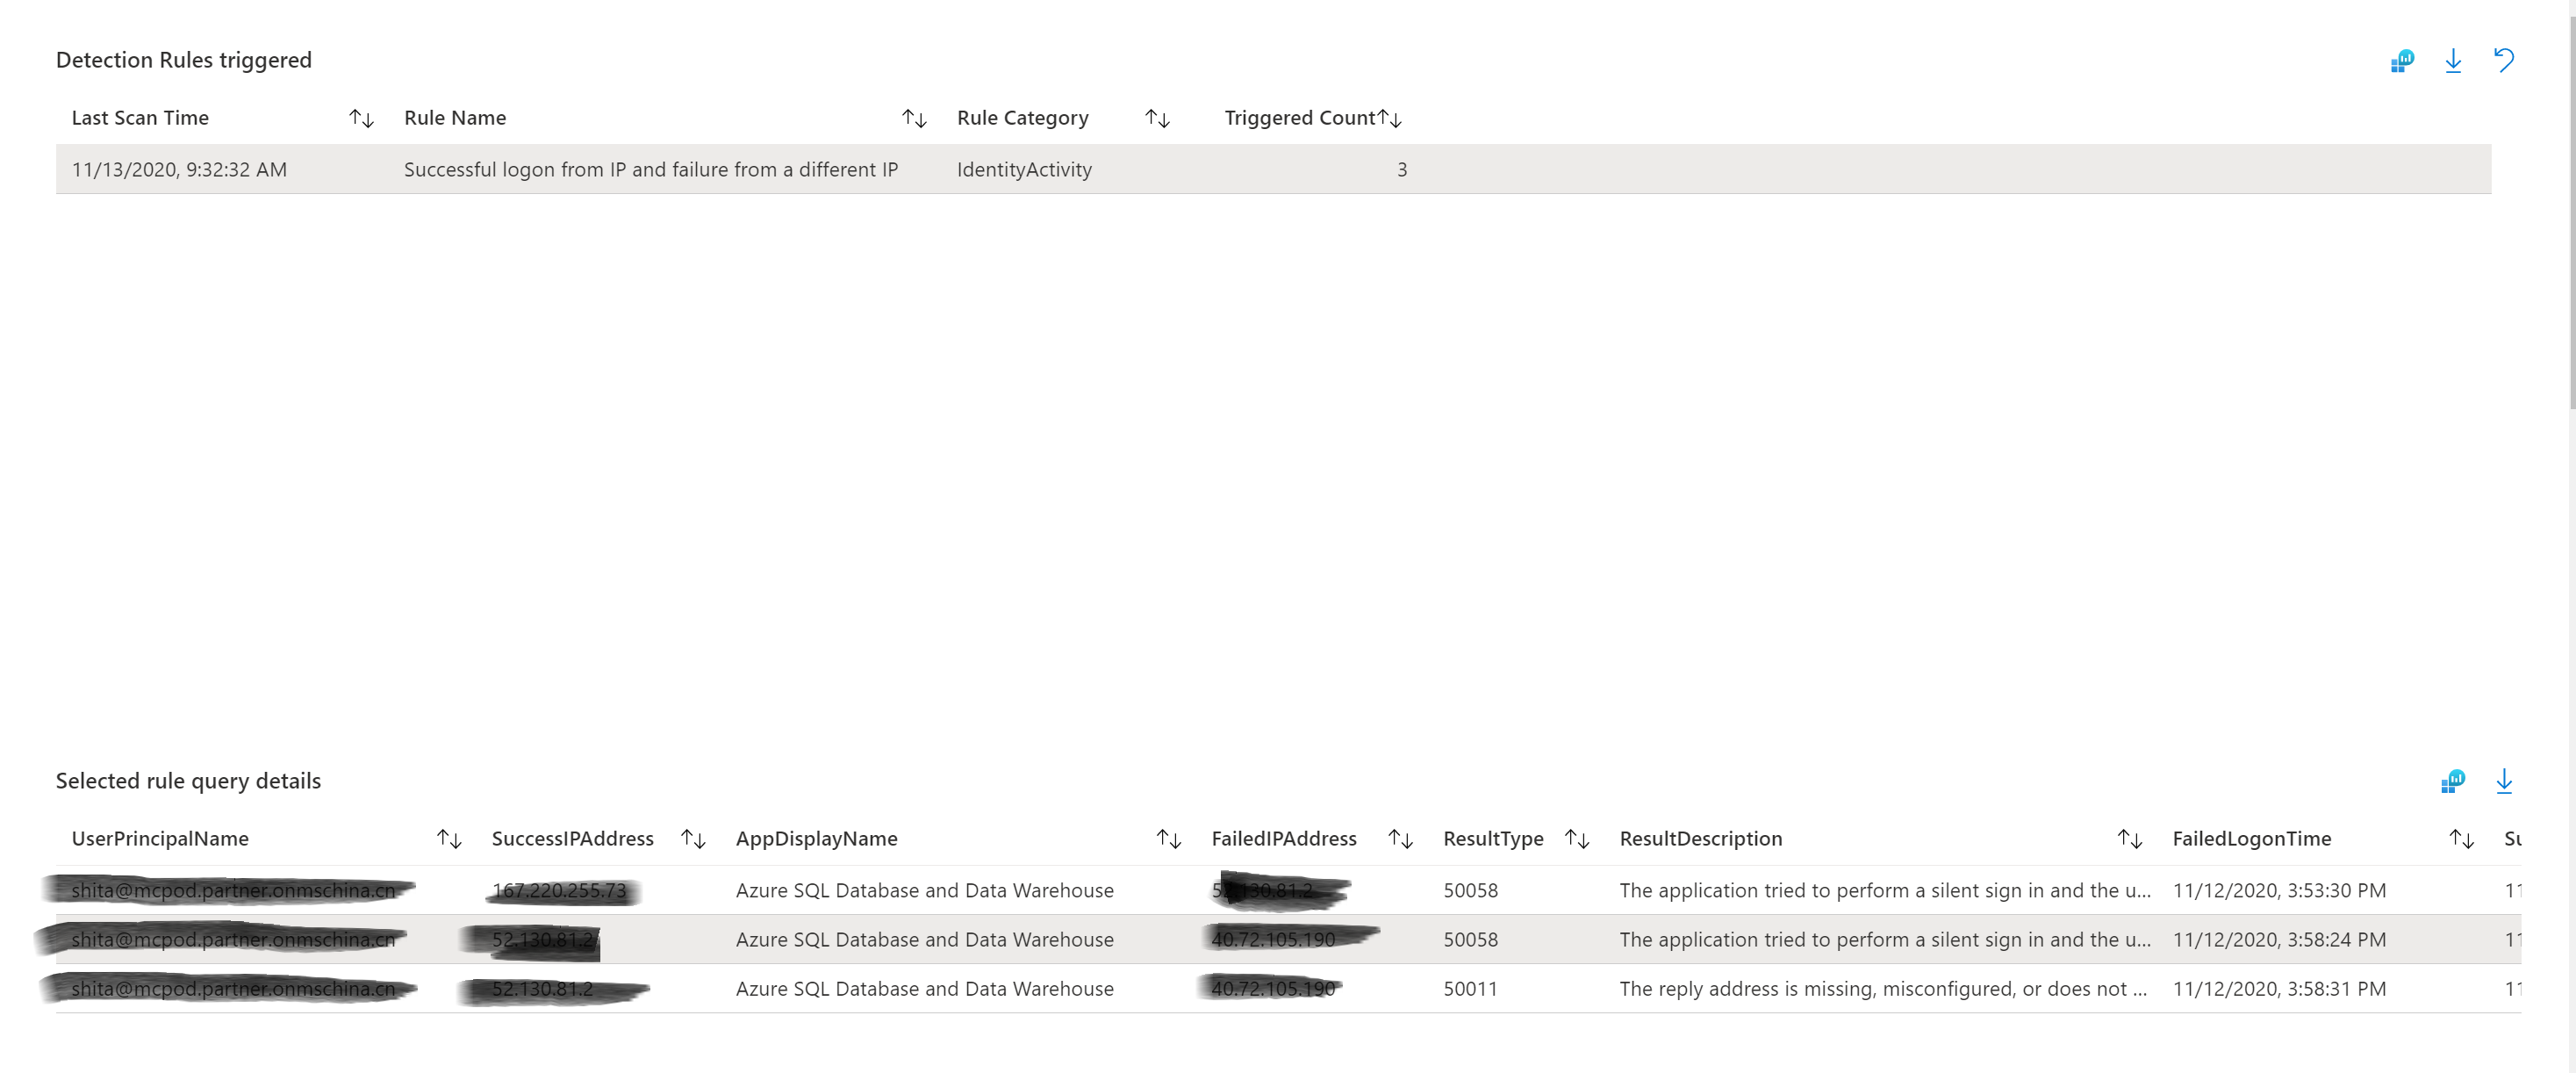 Detection Rules triggered
Last Scan Time Rule Name Rule Category Triggered Count
11/13/2020, 9:32:32 AM Successful logon from IP and failure from a different IP IdentityActivity 3
Selected rule query details
UserPrincipalName SuccessIPAddress AppDisplayName FailedIPAddress ResultType ResultDescription FailedLogonTime Su
shita@mcpod.partner.onmschina.cn 167.220.255.73 Azure SQL Database and Data Warehouse 50058 The application tried to perform a silent sign in and the u... 11/12/2020, 3:53:30 PM 11
shita@mcpod.partner.onmschina.cn 52.130.81.2 Azure SQL Database and Data Warehouse 40.72.105.190 50058 The application tried to perform a silent sign in and the u... 11/12/2020, 3:58:24 PM 11
shita@mcpod.partner.onmschina.cn 52.130.81.2 Azure SQL Database and Data Warehouse 40.72.105.190 50011 The reply address is missing, misconfigured, or does not ... 11/12/2020, 3:58:31 PM 11